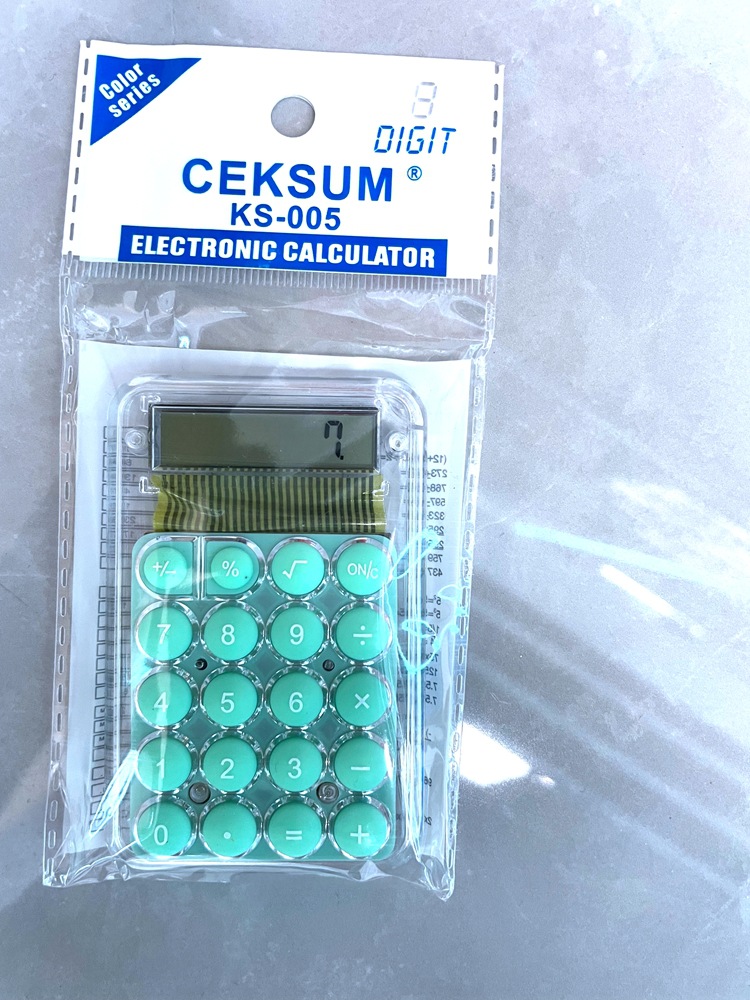 Color
series
8
DIGIT
CEKSUM ®
KS-005
ELECTRONIC CALCULATOR
7.
+/− % √ ON/C
7 8 9 ÷
4 5 6 ×
1 2 3 −
0 . = +